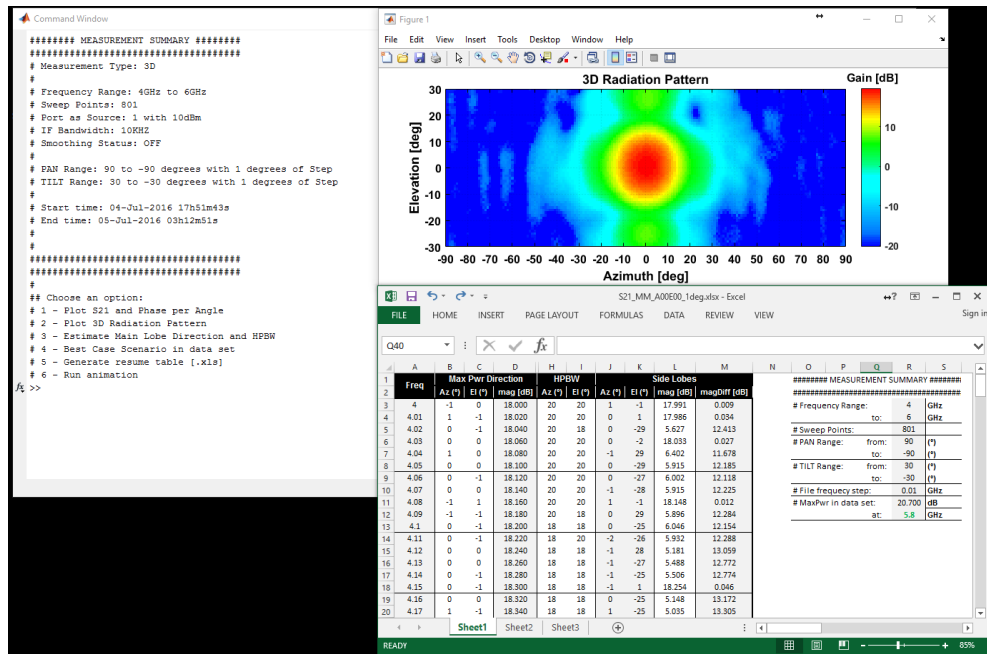 Command Window
######## MEASUREMENT SUMMARY ########
#####################################
# Measurement Type: 3D
#
# Frequency Range: 4GHz to 6GHz
# Sweep Points: 801
# Port as Source: 1 with 10dBm
# IF Bandwidth: 10KHZ
# Smoothing Status: OFF
#
# PAN Range: 90 to -90 degrees with 1 degrees of Step
# TILT Range: 30 to -30 degrees with 1 degrees of Step
#
# Start time: 04-Jul-2016 17h51m43s
# End time: 05-Jul-2016 03h12m51s
#
#
#####################################
#####################################
#
## Choose an option:
# 1 - Plot S21 and Phase per Angle
# 2 - Plot 3D Radiation Pattern
# 3 - Estimate Main Lobe Direction and HPBW
# 4 - Best Case Scenario in data set
# 5 - Generate resume table [.xls]
# 6 - Run animation
fx >>
Figure 1
File Edit View Insert Tools Desktop Window Help
3D Radiation Pattern
Gain [dB]
30
20
10
0
-10
-20
-30
Elevation [deg]
-90 -80 -70 -60 -50 -40 -30 -20 -10 0 10 20 30 40 50 60 70 80 90
Azimuth [deg]
10
0
-10
-20
S21_MM_A00E00_1deg.xlsx - Excel
?
FILE HOME INSERT PAGE LAYOUT FORMULAS DATA REVIEW VIEW
Sign in
Q40 fx
A B C D H I J K L M N O P Q R S
1 Freq Max Pwr Direction HPBW Side Lobes ######## MEASUREMENT SUMMARY #######
2 Az (°) El (°) mag [dB] Az (°) El (°) Az (°) El (°) mag [dB] magDiff [dB] #####################################
3 4 -1 0 18.000 20 20 1 -1 17.991 0.009 # Frequency Range: 4 GHz
4 4.01 1 -1 18.020 20 20 0 1 17.986 0.034 to: 6 GHz
5 4.02 0 -1 18.040 20 18 0 -29 5.627 12.413 # Sweep Points: 801
6 4.03 0 0 18.060 20 20 0 -2 18.033 0.027 # PAN Range: from: 90 (°)
7 4.04 1 0 18.080 20 20 -1 29 6.402 11.678 to: -90 (°)
8 4.05 0 0 18.100 20 20 0 -29 5.915 12.185 # TILT Range: from: 30 (°)
9 4.06 0 -1 18.120 20 20 0 -27 6.002 12.118 to: -30 (°)
10 4.07 0 0 18.140 20 20 -1 -28 5.915 12.225 # File frequecy step: 0.01 GHz
11 4.08 -1 1 18.160 20 20 1 -1 18.148 0.012 # MaxPwr in data set: 20.700 dB
12 4.09 -1 -1 18.180 20 18 0 29 5.896 12.284 at: 5.8 GHz
13 4.1 0 -1 18.200 18 18 0 -25 6.046 12.154
14 4.11 0 -1 18.220 18 20 -2 -26 5.932 12.288
15 4.12 0 0 18.240 18 18 -1 28 5.181 13.059
16 4.13 0 0 18.260 18 18 -1 -27 5.488 12.772
17 4.14 0 -1 18.280 18 18 -1 -25 5.506 12.774
18 4.15 0 -1 18.300 18 18 -1 1 18.254 0.046
19 4.16 0 0 18.320 18 18 0 -25 5.148 13.172
20 4.17 1 -1 18.340 18 18 1 -25 5.035 13.305
Sheet1 Sheet2 Sheet3
READY 85%